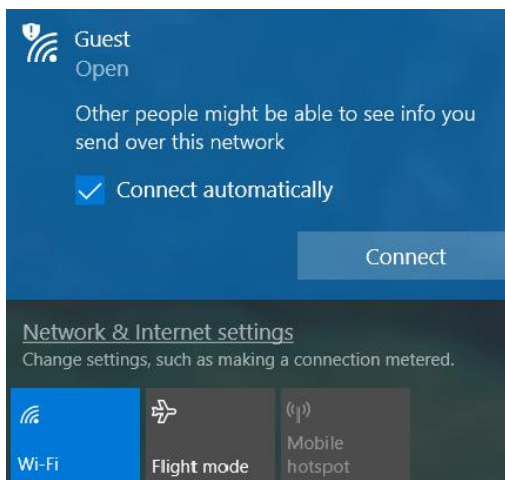 Guest
Open
Other people might be able to see info you
send over this network
Connect automatically
Connect
Network & Internet settings
Change settings, such as making a connection metered.
Wi-Fi
Flight mode
Mobile
hotspot